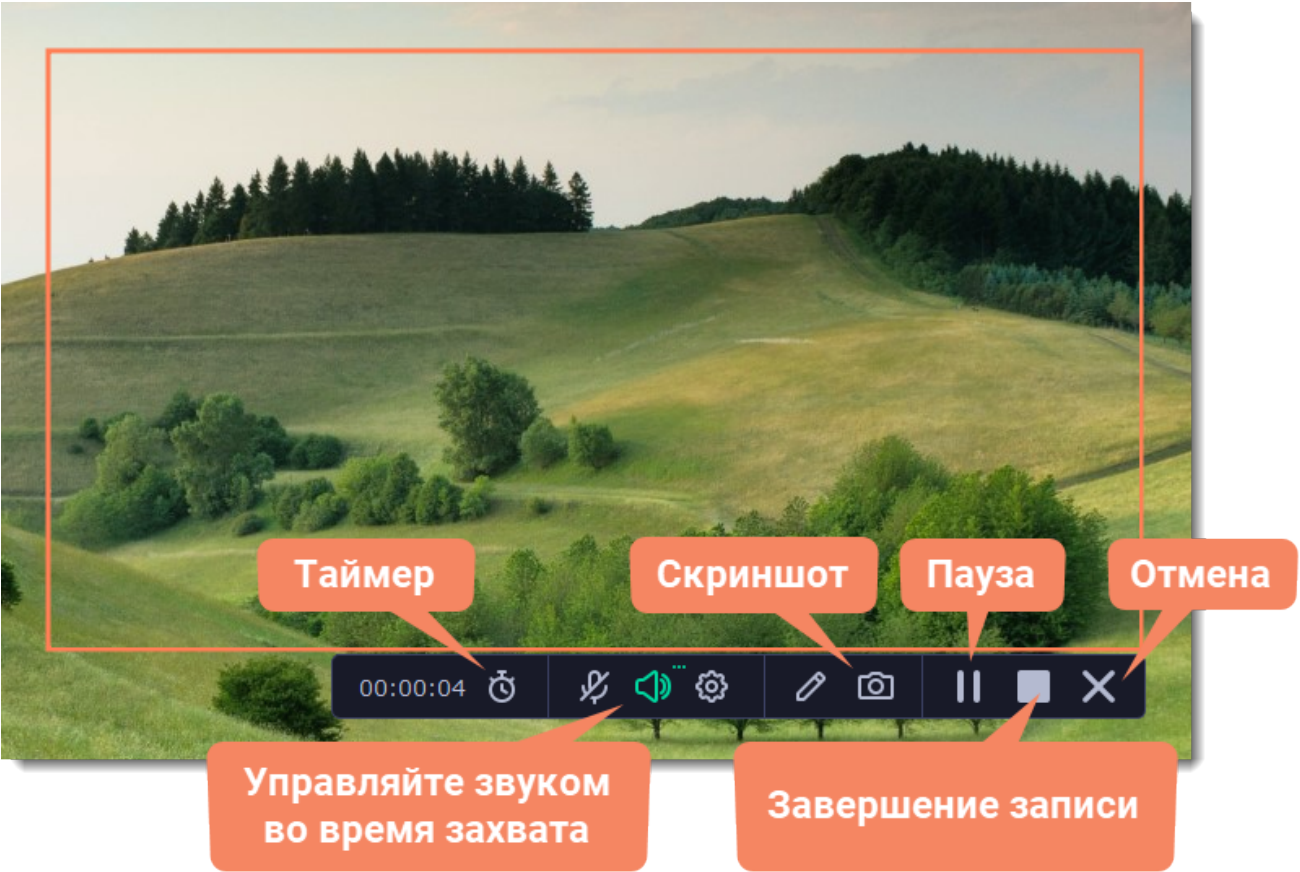 Таймер
Скриншот
Пауза
Отмена
00:00:04
Управляйте звуком
во время захвата
Завершение записи